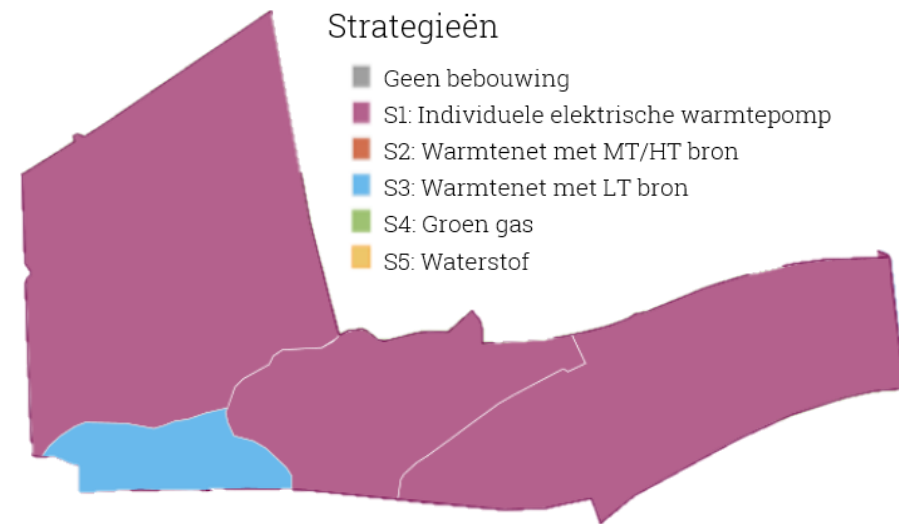 Strategieën
Geen bebouwing
S1: Individuele elektrische warmtepomp
S2: Warmtenet met MT/HT bron
S3: Warmtenet met LT bron
S4: Groen gas
S5: Waterstof